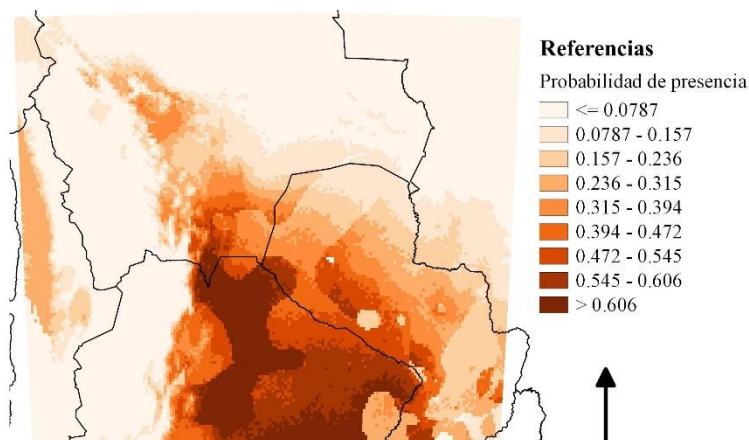 Referencias
Probabilidad de presencia
<= 0.0787
0.0787 - 0.157
0.157 - 0.236
0.236 - 0.315
0.315 - 0.394
0.394 - 0.472
0.472 - 0.545
0.545 - 0.606
> 0.606